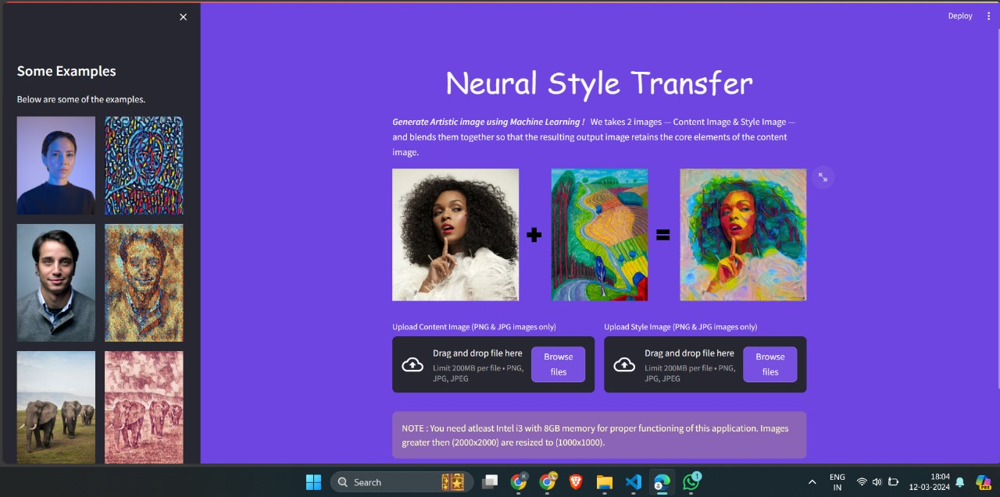 Deploy
Some Examples
Below are some of the examples.
Neural Style Transfer
Generate Artistic image using Machine Learning ! We takes 2 images — Content Image & Style Image —
and blends them together so that the resulting output image retains the core elements of the content
image.
Upload Content Image (PNG & JPG images only)
Drag and drop file here
Limit 200MB per file • PNG,
JPG, JPEG
Browse
files
Upload Style Image (PNG & JPG images only)
Drag and drop file here
Limit 200MB per file • PNG,
JPG, JPEG
Browse
files
NOTE : You need atleast Intel i3 with 8GB memory for proper functioning of this application. Images
greater then (2000x2000) are resized to (1000x1000).
Search
K
1
ENG
IN
18:04
12-03-2024
PRE